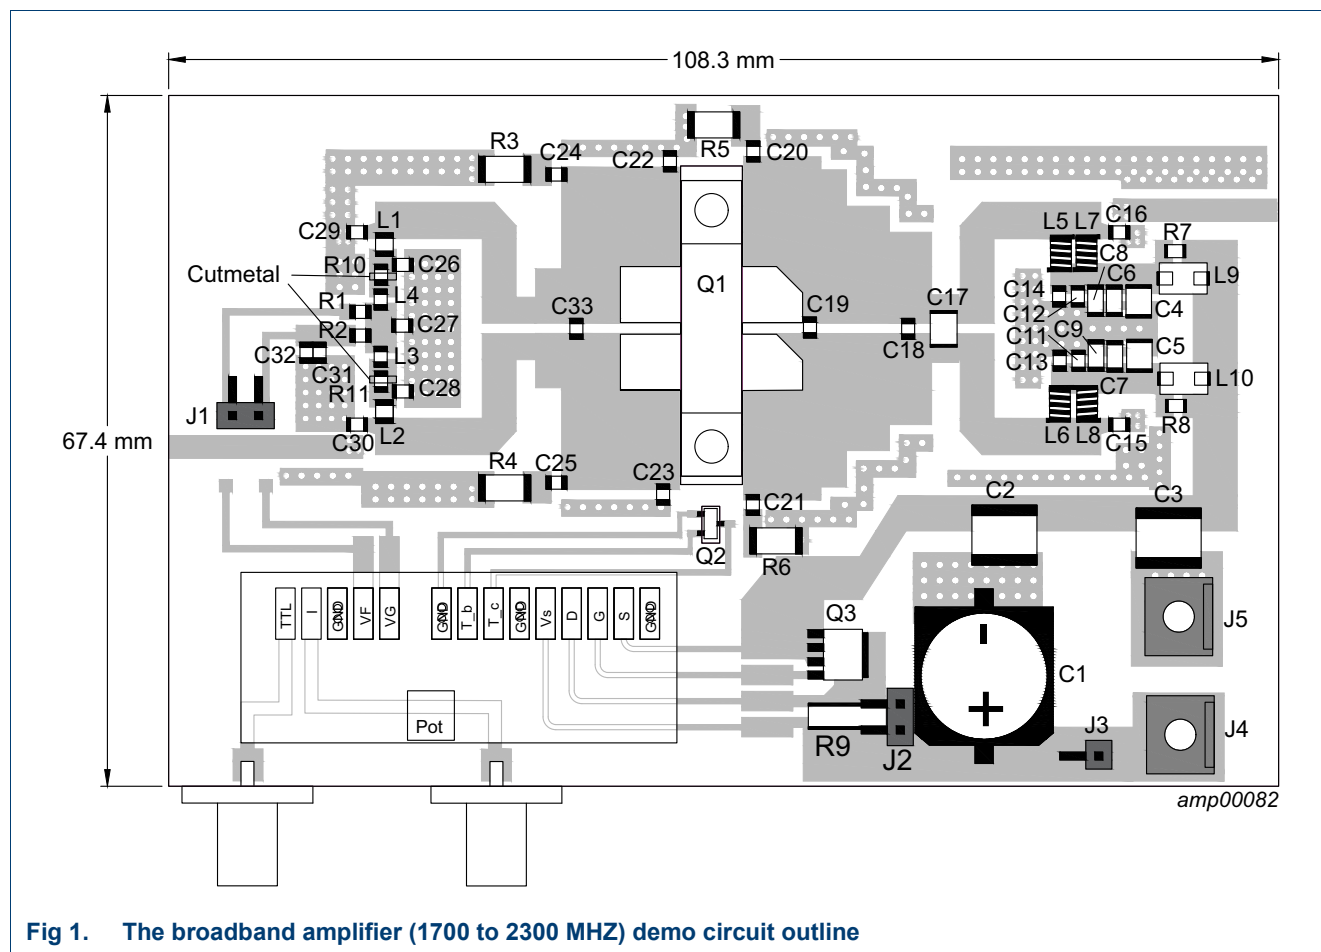 108.3 mm
67.4 mm
R3
C24
C22
R5
C20
C29
L1
R10
C26
Cutmetal
L4
R1
R2
C27
C32
C31
L3
R11
C28
J1
C30
L2
C33
Q1
C19
C18
C17
L5
L7
C16
C8
C6
R7
L9
C14
C12
C4
C11
C9
C5
C13
C7
L10
L6
L8
C15
R8
R4
C25
C23
C21
Q2
R6
C2
C3
TTL
I
GND
VF
VG
GND
T_b
T_c
GND
Vs
D
G
S
GND
Pot
Q3
R9
J2
-
+
C1
J3
J5
J4
amp00082
Fig 1. The broadband amplifier (1700 to 2300 MHZ) demo circuit outline